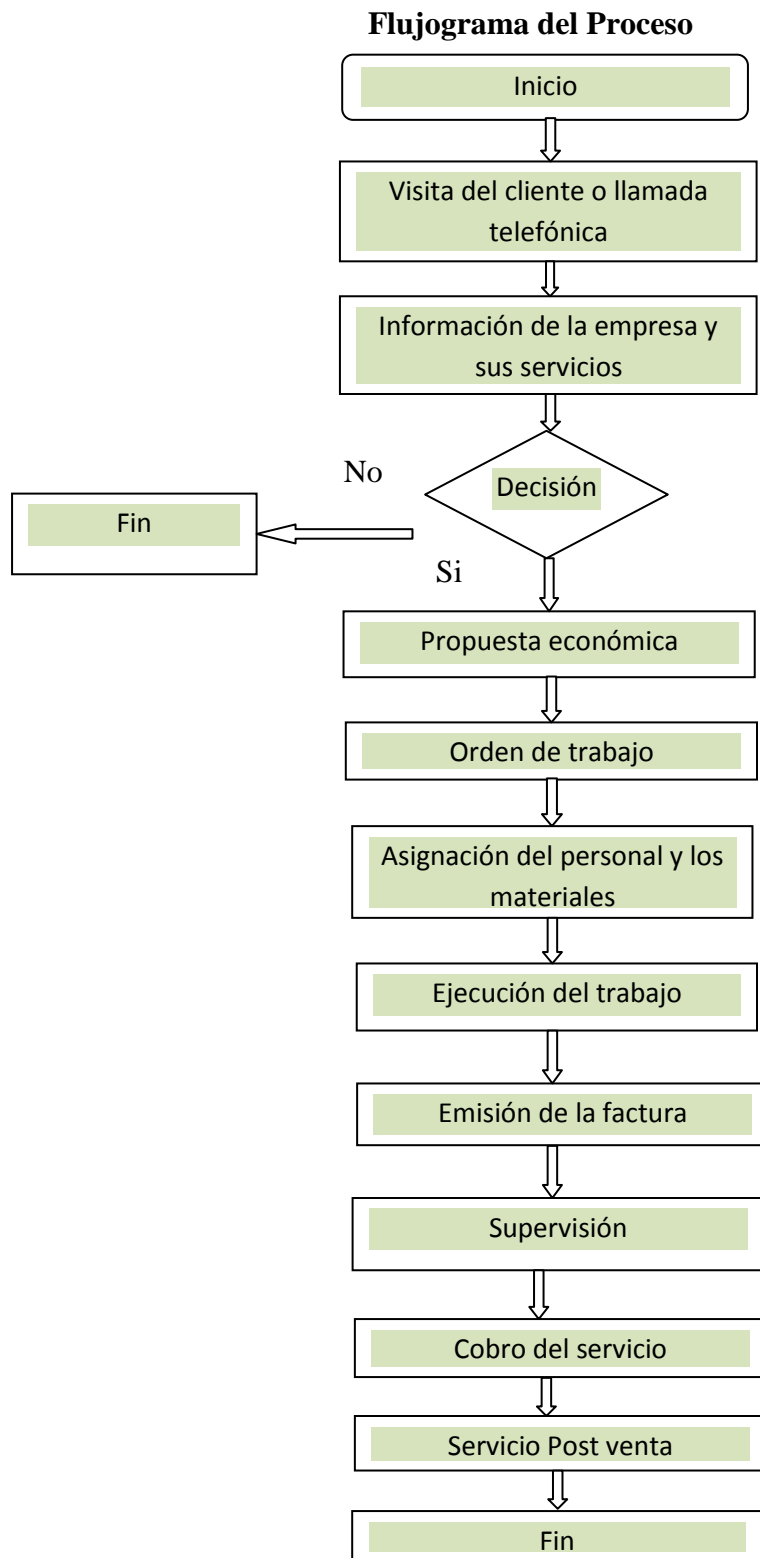 Flujograma del Proceso
Inicio
Visita del cliente o llamada
telefónica
Información de la empresa y
sus servicios
No
Decisión
Fin
Si
Propuesta económica
Orden de trabajo
Asignación del personal y los
materiales
Ejecución del trabajo
Emisión de la factura
Supervisión
Cobro del servicio
Servicio Post venta
Fin